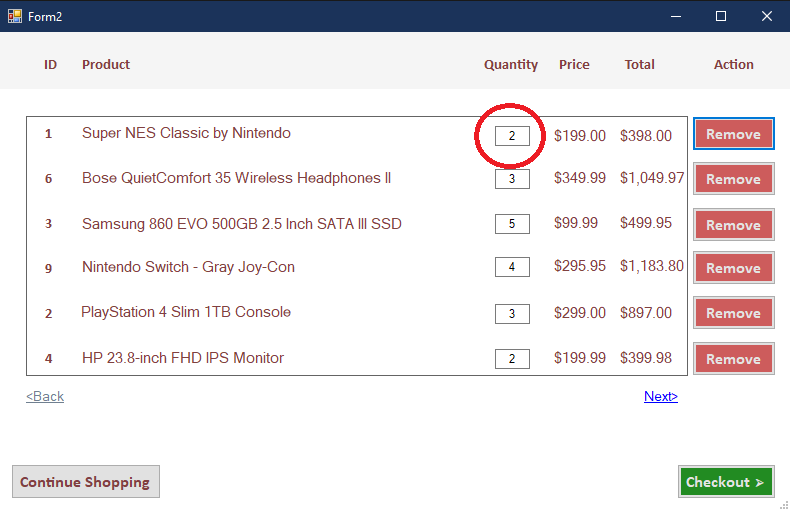 Form2
ID Product Quantity Price Total Action
1 Super NES Classic by Nintendo 2 $199.00 $398.00 Remove
6 Bose QuietComfort 35 Wireless Headphones II 3 $349.99 $1,049.97 Remove
3 Samsung 860 EVO 500GB 2.5 Inch SATA III SSD 5 $99.99 $499.95 Remove
9 Nintendo Switch - Gray Joy-Con 4 $295.95 $1,183.80 Remove
2 PlayStation 4 Slim 1TB Console 3 $299.00 $897.00 Remove
4 HP 23.8-inch FHD IPS Monitor 2 $199.99 $399.98 Remove
<Back Next>
Continue Shopping Checkout ➢